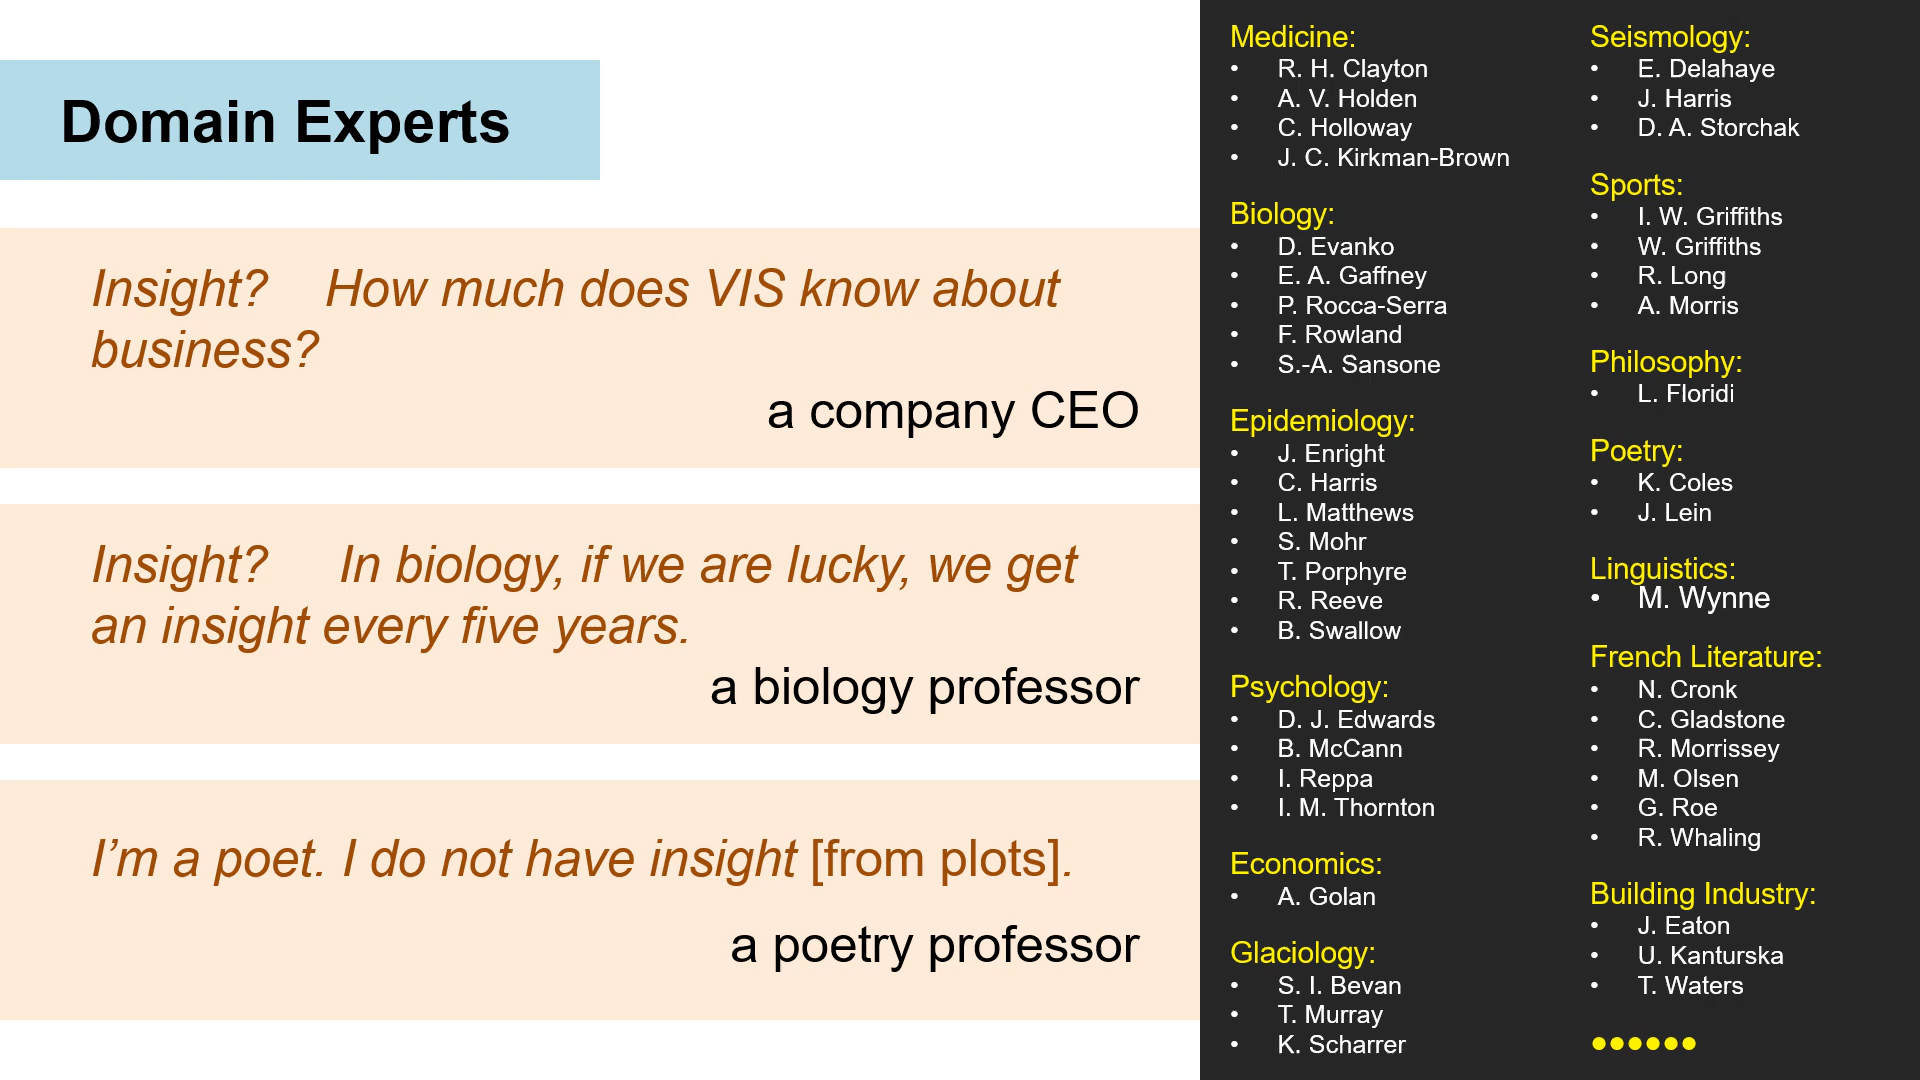 Domain Experts
Insight? How much does VIS know about
business?
a company CEO
Insight? In biology, if we are lucky, we get
an insight every five years.
a biology professor
I’m a poet. I do not have insight [from plots].
a poetry professor
Medicine:
• R. H. Clayton
• A. V. Holden
• C. Holloway
• J. C. Kirkman-Brown
Biology:
• D. Evanko
• E. A. Gaffney
• P. Rocca-Serra
• F. Rowland
• S.-A. Sansone
Epidemiology:
• J. Enright
• C. Harris
• L. Matthews
• S. Mohr
• T. Porphyre
• R. Reeve
• B. Swallow
Psychology:
• D. J. Edwards
• B. McCann
• I. Reppa
• I. M. Thornton
Economics:
• A. Golan
Glaciology:
• S. I. Bevan
• T. Murray
• K. Scharrer
Seismology:
• E. Delahaye
• J. Harris
• D. A. Storchak
Sports:
• I. W. Griffiths
• W. Griffiths
• R. Long
• A. Morris
Philosophy:
• L. Floridi
Poetry:
• K. Coles
• J. Lein
Linguistics:
• M. Wynne
French Literature:
• N. Cronk
• C. Gladstone
• R. Morrissey
• M. Olsen
• G. Roe
• R. Whaling
Building Industry:
• J. Eaton
• U. Kanturska
• T. Waters
●●●●●●